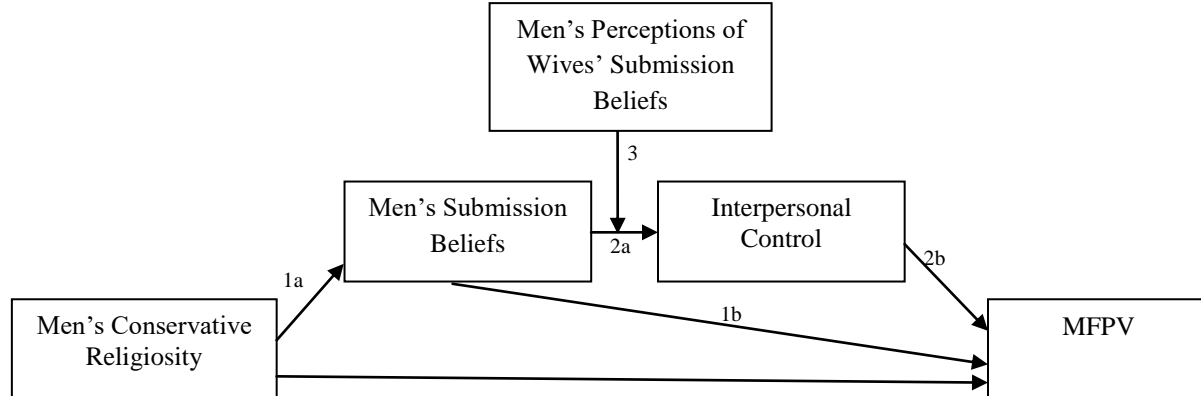 Men’s Perceptions of
Wives’ Submission
Beliefs
3
Men’s Submission
Beliefs
2a
Interpersonal
Control
2b
1a
1b
Men’s Conservative
Religiosity
MFPV